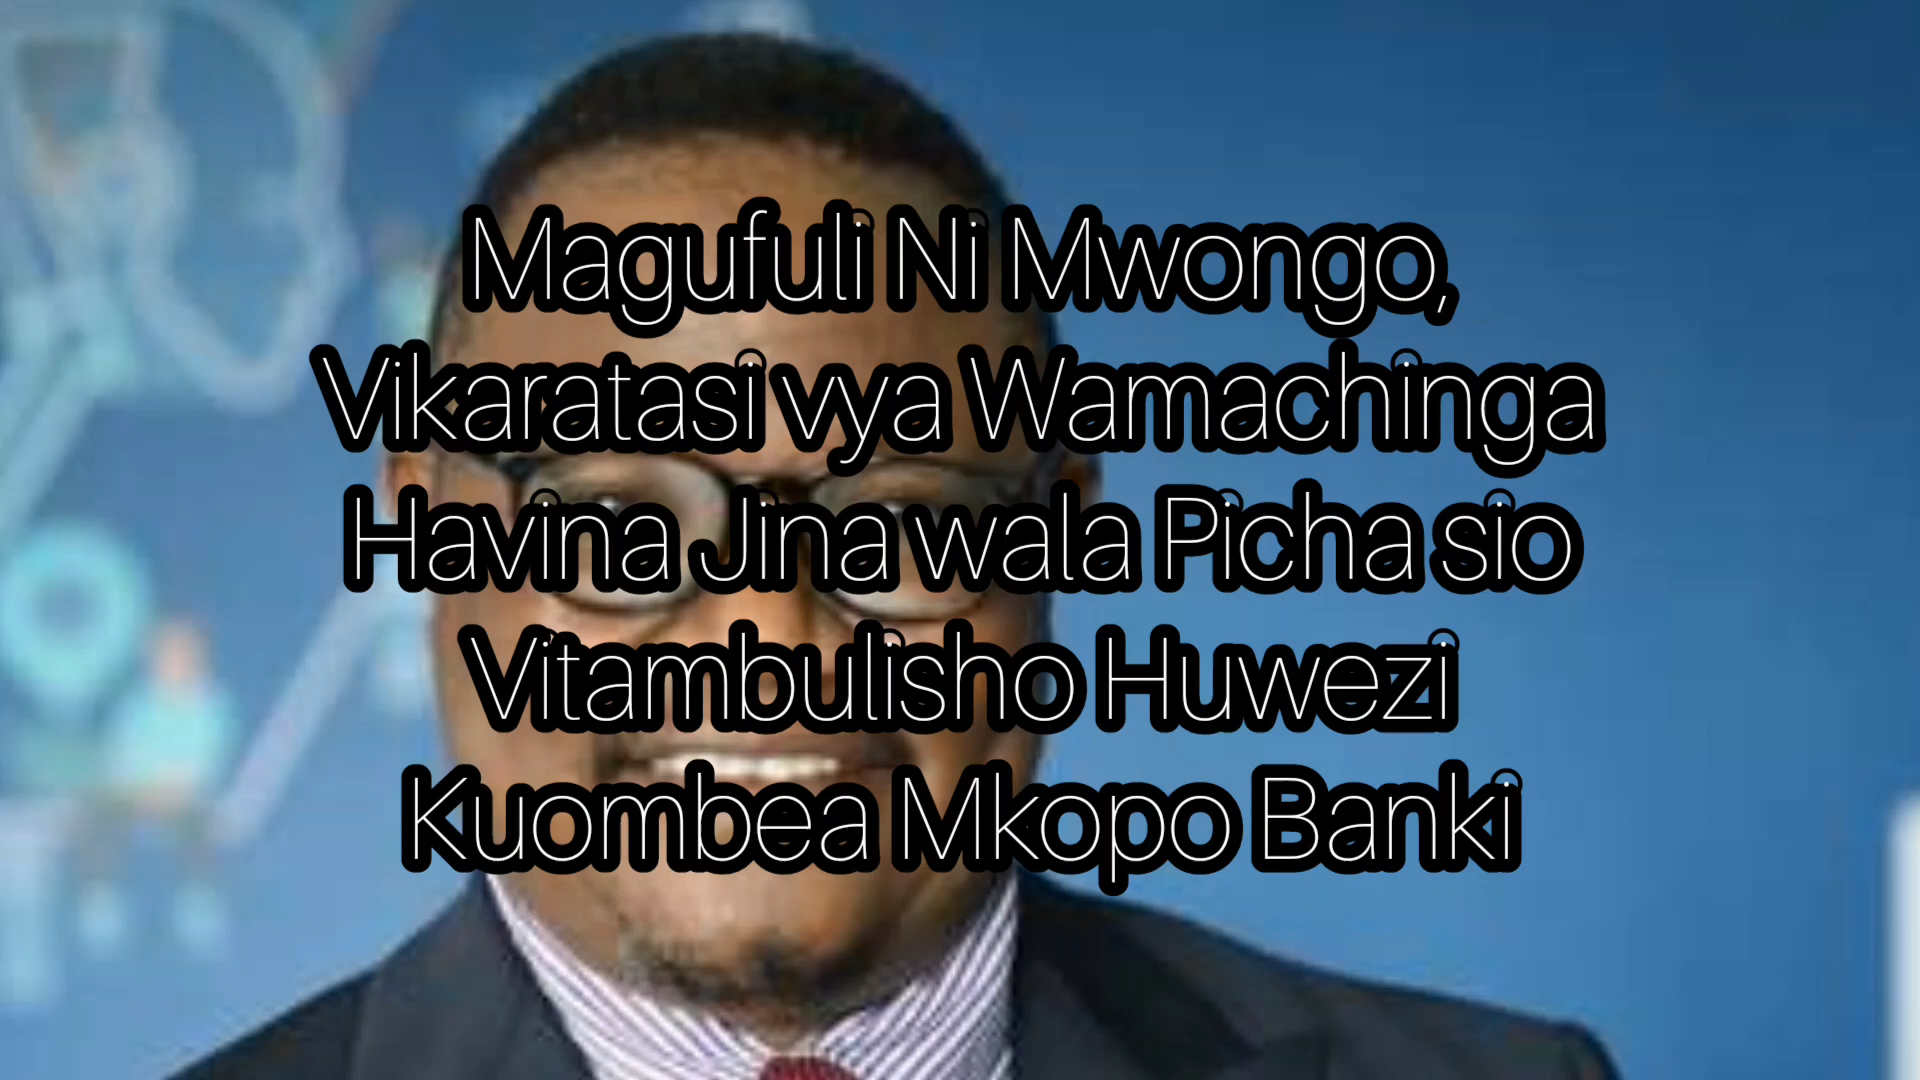 Magufuli Ni Mwongo,
Vikaratasi vya Wamachinga
Havina Jina wala Picha sio
Vitambulisho Huwezi
Kuombea Mkopo Banki